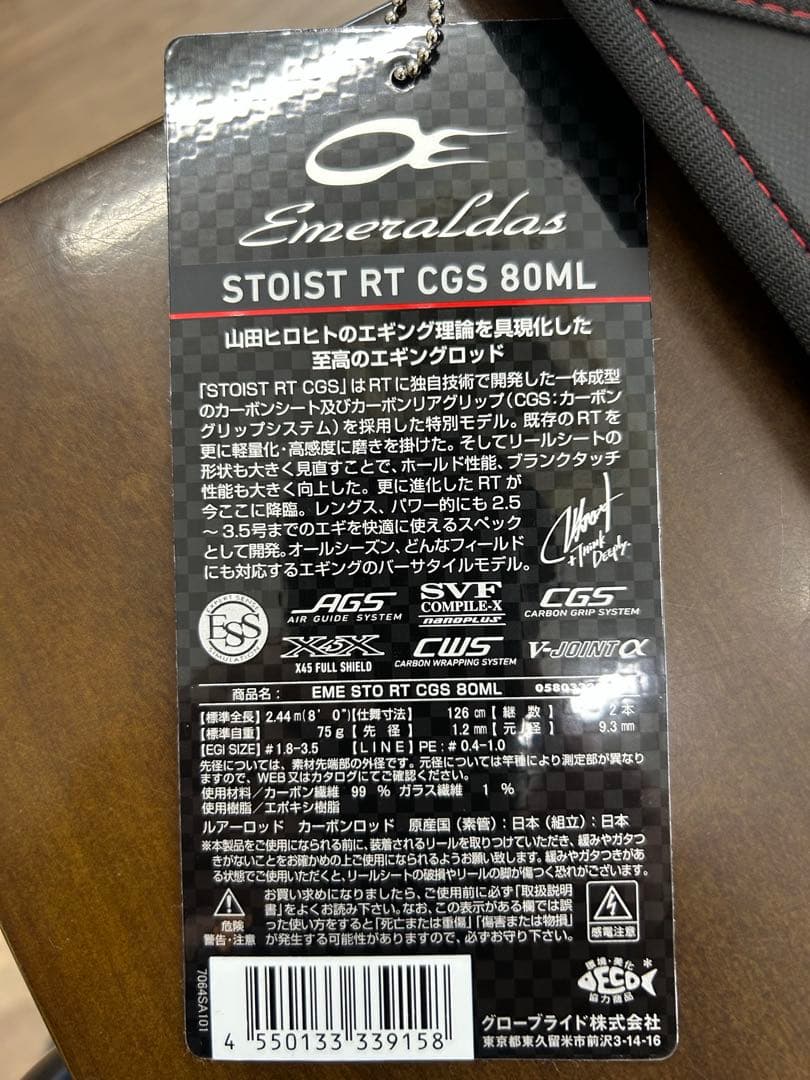 Emeraldas
STOIST RT CGS 80ML
山田ヒロヒトのエギング理論を具現化した
至高のエギングロッド
「STOIST RT CGS」はRTに独自技術で開発した一体成型
のカーボンシート及びカーボンリアグリップ(CGS:カーボン
グリップシステム)を採用した特別モデル。既存のRTを
更に軽量化・高感度に磨きを掛けた。そしてリールシートの
形状も大きく見直すことで、ホールド性能、ブランクタッチ
性能も大きく向上した。更に進化したRTが
今ここに降臨。レングス、パワー的にも2.5
～3.5号までのエギを快適に使えるスペック
として開発。オールシーズン、どんなフィールド
にも対応するエギングのバーサタイルモデル。
Think Deeply.
EXPERT SENSE
ESS
SIMULATION
AGS
AIR GUIDE SYSTEM
SVF
COMPILE-X
nanoplus
CGS
CARBON GRIP SYSTEM
X45X
X45 FULL SHIELD
CWS
CARBON WRAPPING SYSTEM
V-JOINT α
商品名: EME STO RT CGS 80ML
【標準全長】2.44m(8'0")【仕舞寸法】 126cm【継 数】 2本
【標準自重】 75g【先 径】 1.2mm【元 径】 9.3mm
【EGI SIZE】#1.8-3.5 【LINE】PE:#0.4-1.0
先径については、素材先端部の外径です。元径については竿種により測定部が異なり
ますので、WEB又はカタログにてご確認ください。
使用材料/カーボン繊維 99 % ガラス繊維 1 %
使用樹脂/エポキシ樹脂
ルアーロッド カーボンロッド 原産国(素管):日本(組立):日本
※本製品をご使用になられる前に、装着されるリールを取りつけていただき、緩みやガタつ
きがないことをお確かめの上ご使用になられるようお願い致します。緩みやガタつきがあ
る状態でご使用いただくと、リールシートの破損やリールの脚が傷つく恐れがございます。
危険
警告・注意
お買い求めになりましたら、ご使用前に必ず「取扱説明
書」をよくお読み下さい。なお、この表示がある欄では誤
った使い方をすると「死亡または重傷」「傷害または物損」
が発生する可能性がありますので、必ずお守り下さい。
感電注意
7064SA101
4 550133 339158
環境・美化
ECO
協力商品
グローブライド株式会社
東京都東久留米市前沢3-14-16